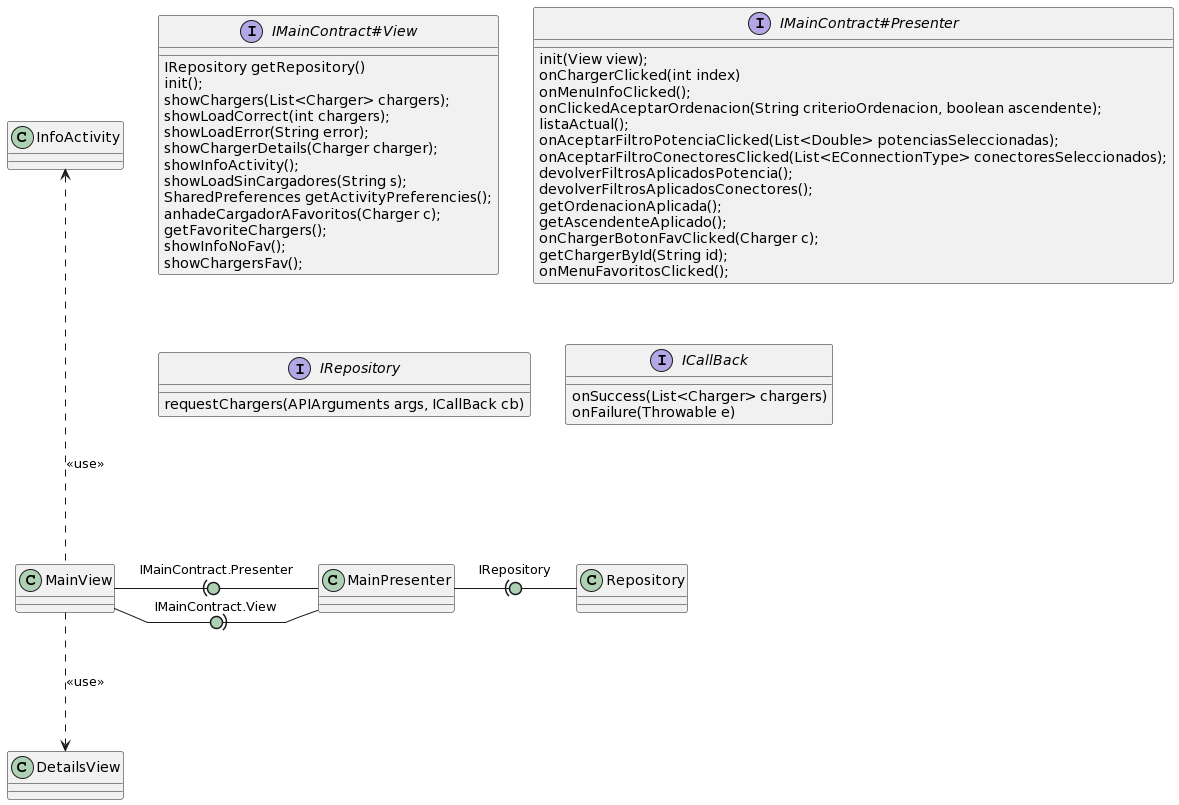 I IMainContract#View
IRepository getRepository()
init();
showChargers(List<Charger> chargers);
showLoadCorrect(int chargers);
showLoadError(String error);
showChargerDetails(Charger charger);
showInfoActivity();
showLoadSinCargadores(String s);
SharedPreferences getActivityPreferencies();
anhadeCargadorAFavoritos(Charger c);
getFavoriteChargers();
showInfoNoFav();
showChargersFav();
I IMainContract#Presenter
init(View view);
onChargerClicked(int index)
onMenuInfoClicked();
onClickedAceptarOrdenacion(String criterioOrdenacion, boolean ascendente);
listaActual();
onAceptarFiltroPotenciaClicked(List<Double> potenciasSeleccionadas);
onAceptarFiltroConectoresClicked(List<EConnectionType> conectoresSeleccionados);
devolverFiltrosAplicadosPotencia();
devolverFiltrosAplicadosConectores();
getOrdenacionAplicada();
getAscendenteAplicado();
onChargerBotonFavClicked(Charger c);
getChargerById(String id);
onMenuFavoritosClicked();
C InfoActivity
I IRepository
requestChargers(APIArguments args, ICallBack cb)
I ICallBack
onSuccess(List<Charger> chargers)
onFailure(Throwable e)
«use»
C MainView
IMainContract.Presenter
IMainContract.View
C MainPresenter
IRepository
C Repository
«use»
C DetailsView